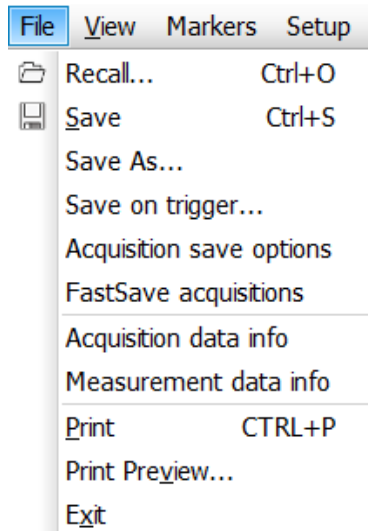 File View Markers Setup
Recall... Ctrl+O
Save Ctrl+S
Save As...
Save on trigger...
Acquisition save options
FastSave acquisitions
Acquisition data info
Measurement data info
Print CTRL+P
Print Preview...
Exit